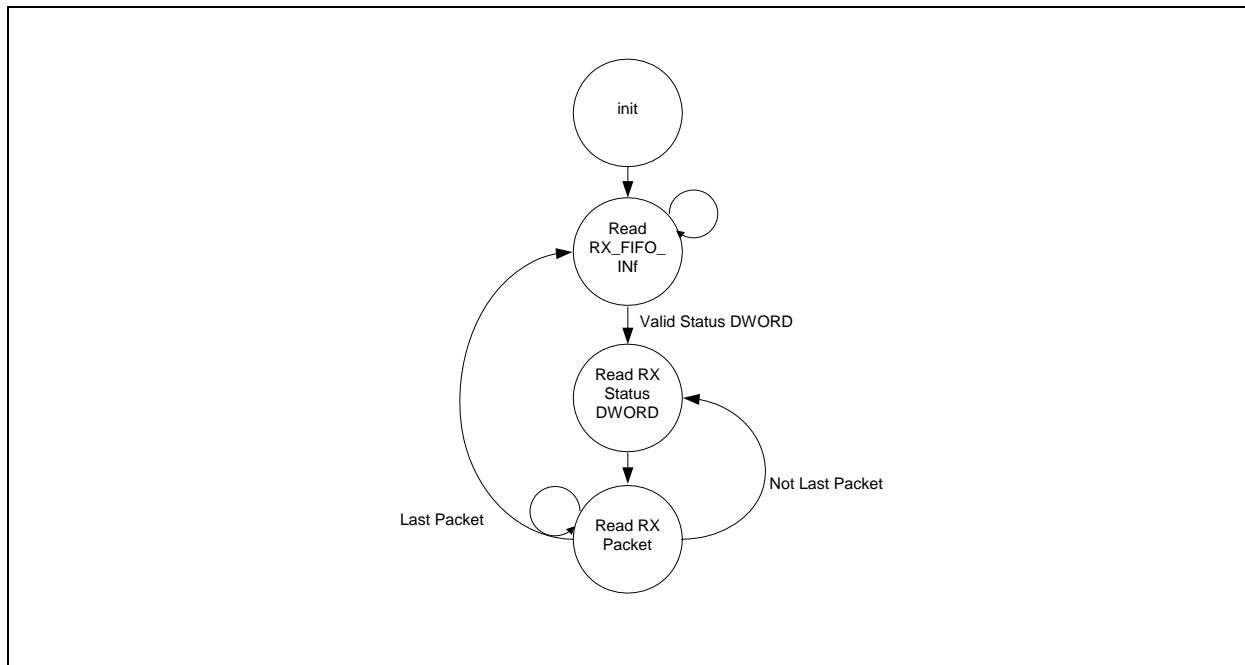 init
Read
RX_FIFO_
INf
Valid Status DWORD
Read RX
Status
DWORD
Not Last Packet
Last Packet
Read RX
Packet